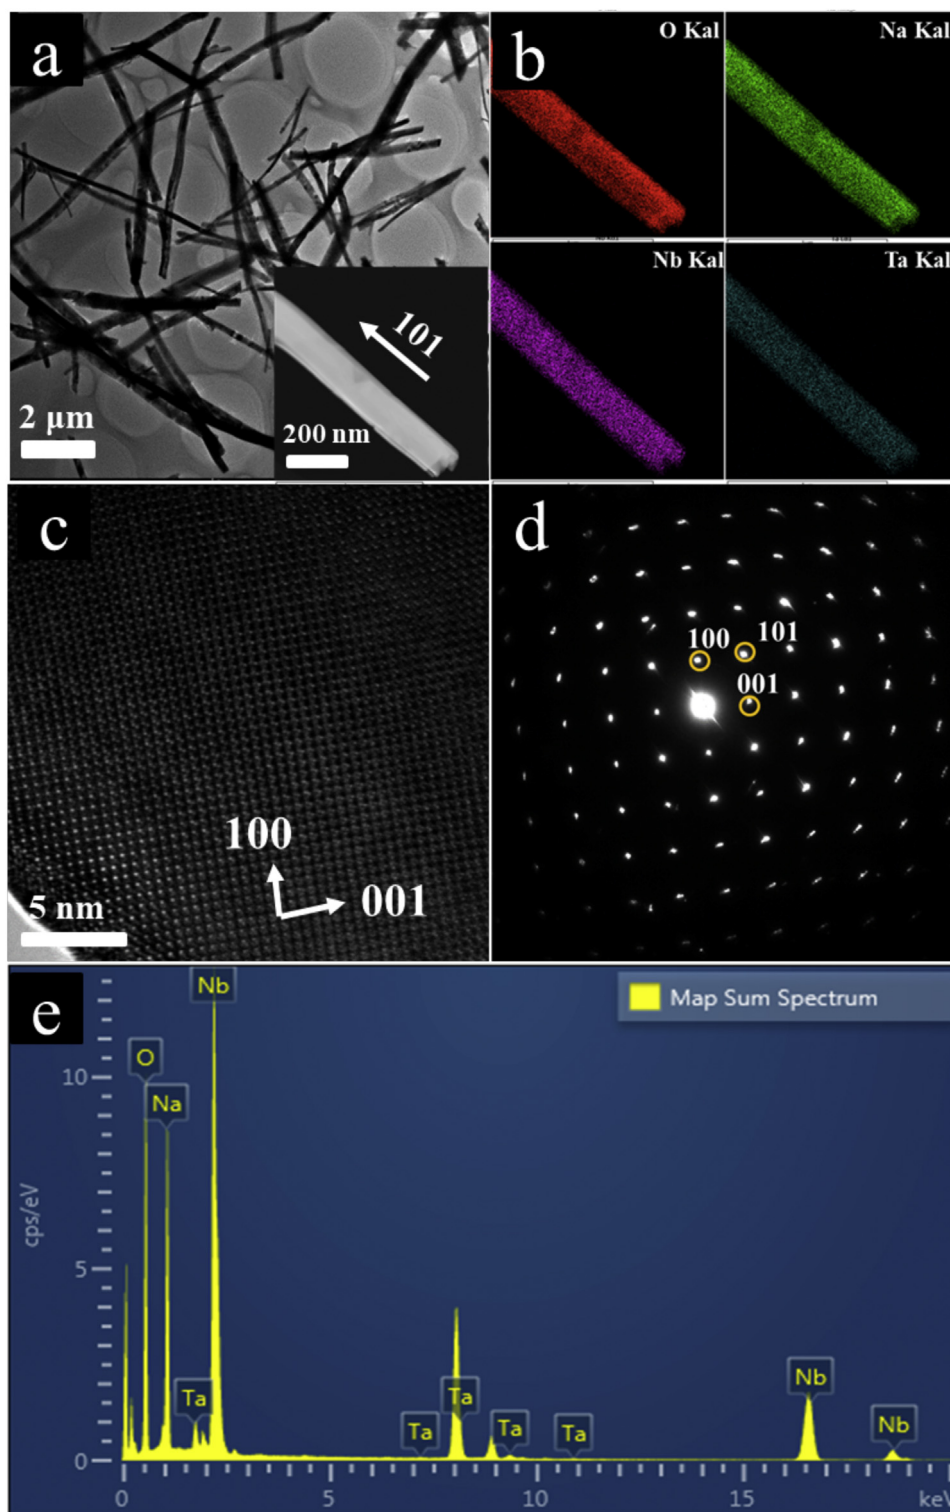 a
101
2 μm
200 nm
b
O Kal
Na Kal
Nb Kal
Ta Kal
c
100
001
5 nm
d
100
101
001
e
Map Sum Spectrum
Nb
O
Na
Ta
Ta
Ta
Ta
Ta
Nb
Nb
10
5
0
cps/eV
0
5
10
15
keV